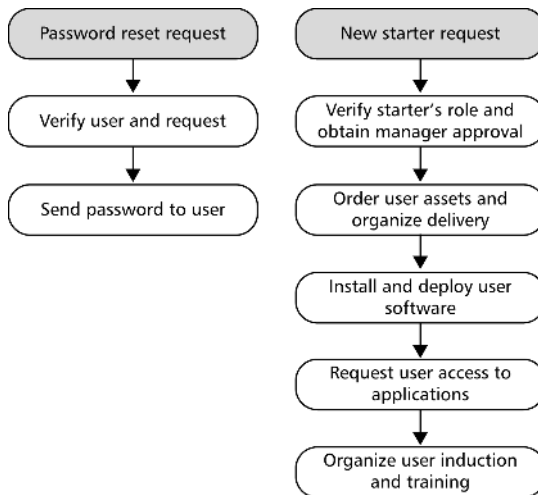 Password reset request
Verify user and request
Send password to user
New starter request
Verify starter's role and
obtain manager approval
Order user assets and
organize delivery
Install and deploy user
software
Request user access to
applications
Organize user induction
and training